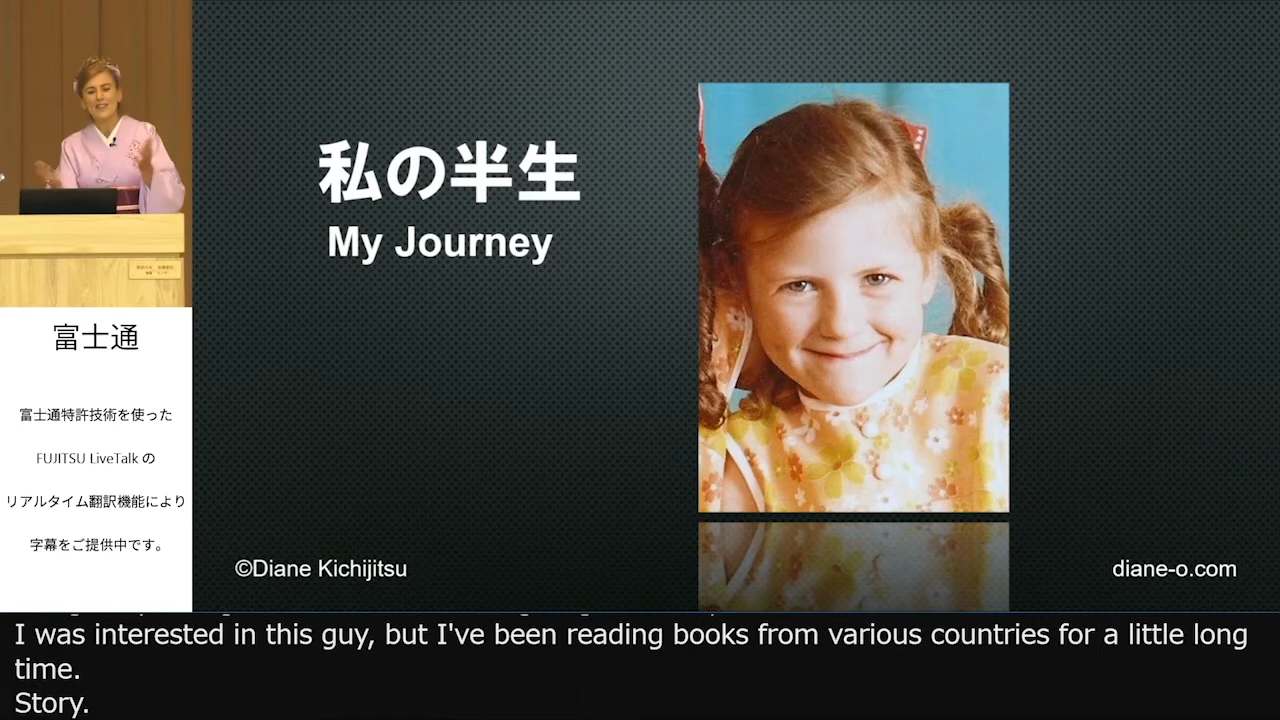 私の半生
My Journey
©Diane Kichijitsu
diane-o.com
富士通
富士通特許技術を使った
FUJITSU LiveTalk の
リアルタイム翻訳機能により
字幕をご提供中です。
I was interested in this guy, but I've been reading books from various countries for a little long
time.
Story.